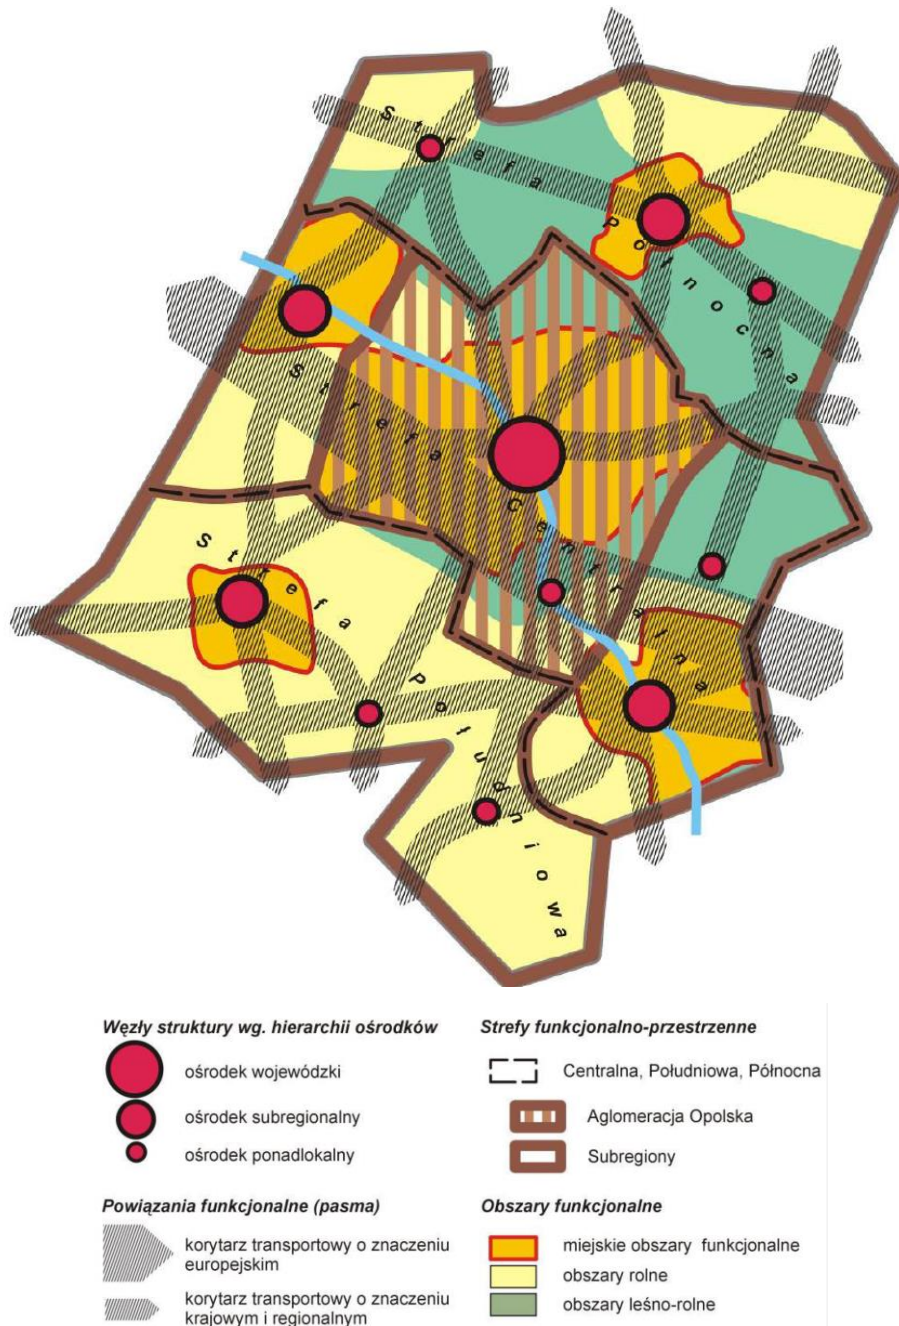 Strefa Północna
Strefa Centralna
Strefa Południowa
Węzły struktury wg. hierarchii ośrodków
ośrodek wojewódzki
ośrodek subregionalny
ośrodek ponadlokalny
Powiązania funkcjonalne (pasma)
korytarz transportowy o znaczeniu
europejskim
korytarz transportowy o znaczeniu
krajowym i regionalnym
Strefy funkcjonalno-przestrzenne
Centralna, Południowa, Północna
Aglomeracja Opolska
Subregiony
Obszary funkcjonalne
miejskie obszary funkcjonalne
obszary rolne
obszary leśno-rolne